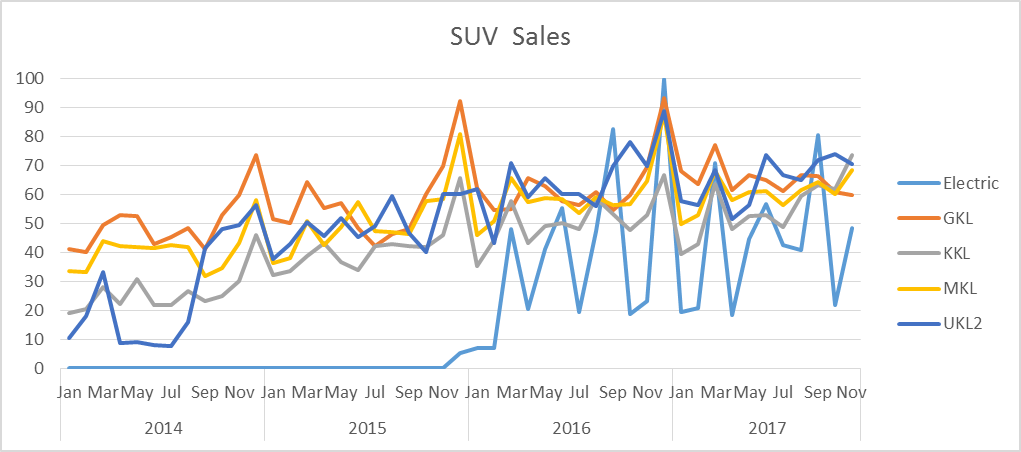 SUV Sales
100
90
80
70
60
50
40
30
20
10
0
Electric
GKL
KKL
MKL
UKL2
Jan Mar May Jul Sep Nov Jan Mar May Jul Sep Nov Jan Mar May Jul Sep Nov Jan Mar May Jul Sep Nov
2014 2015 2016 2017